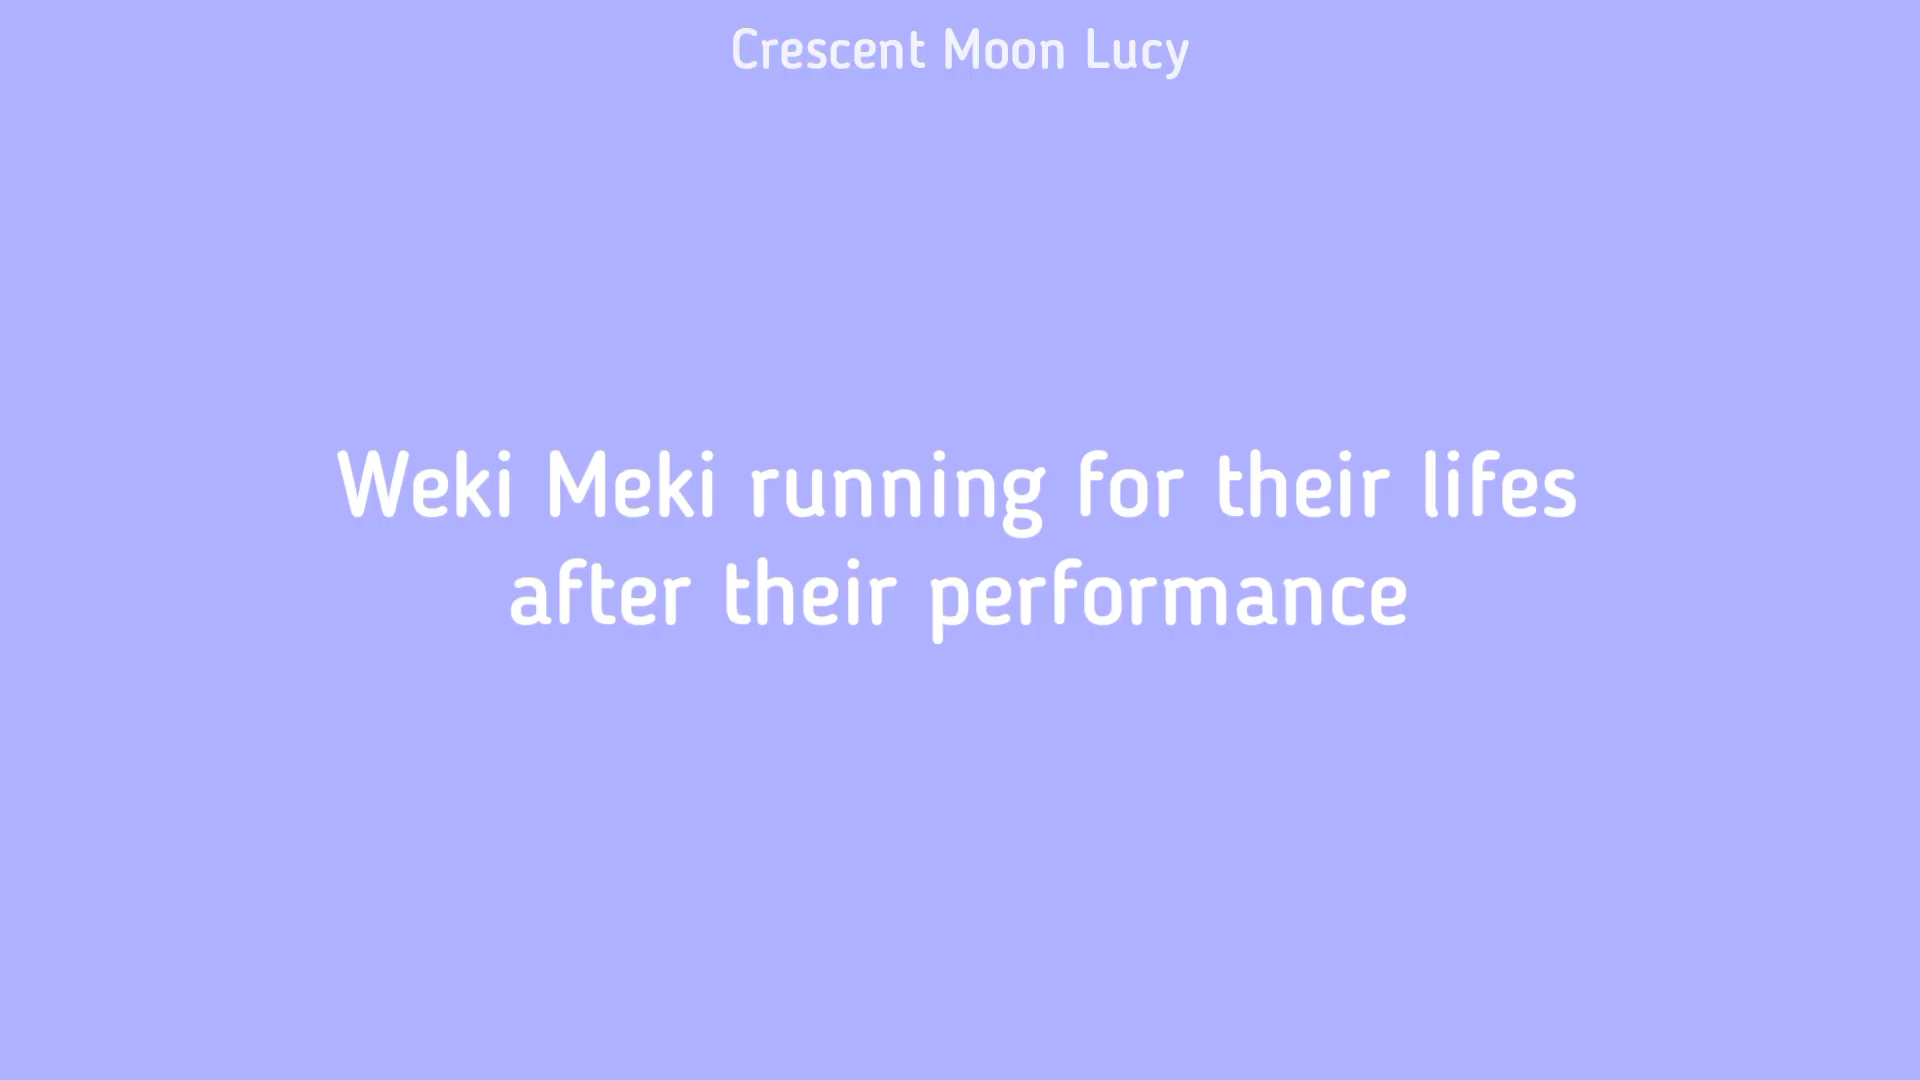 Crescent Moon Lucy
Weki Meki running for their lifes
after their performance